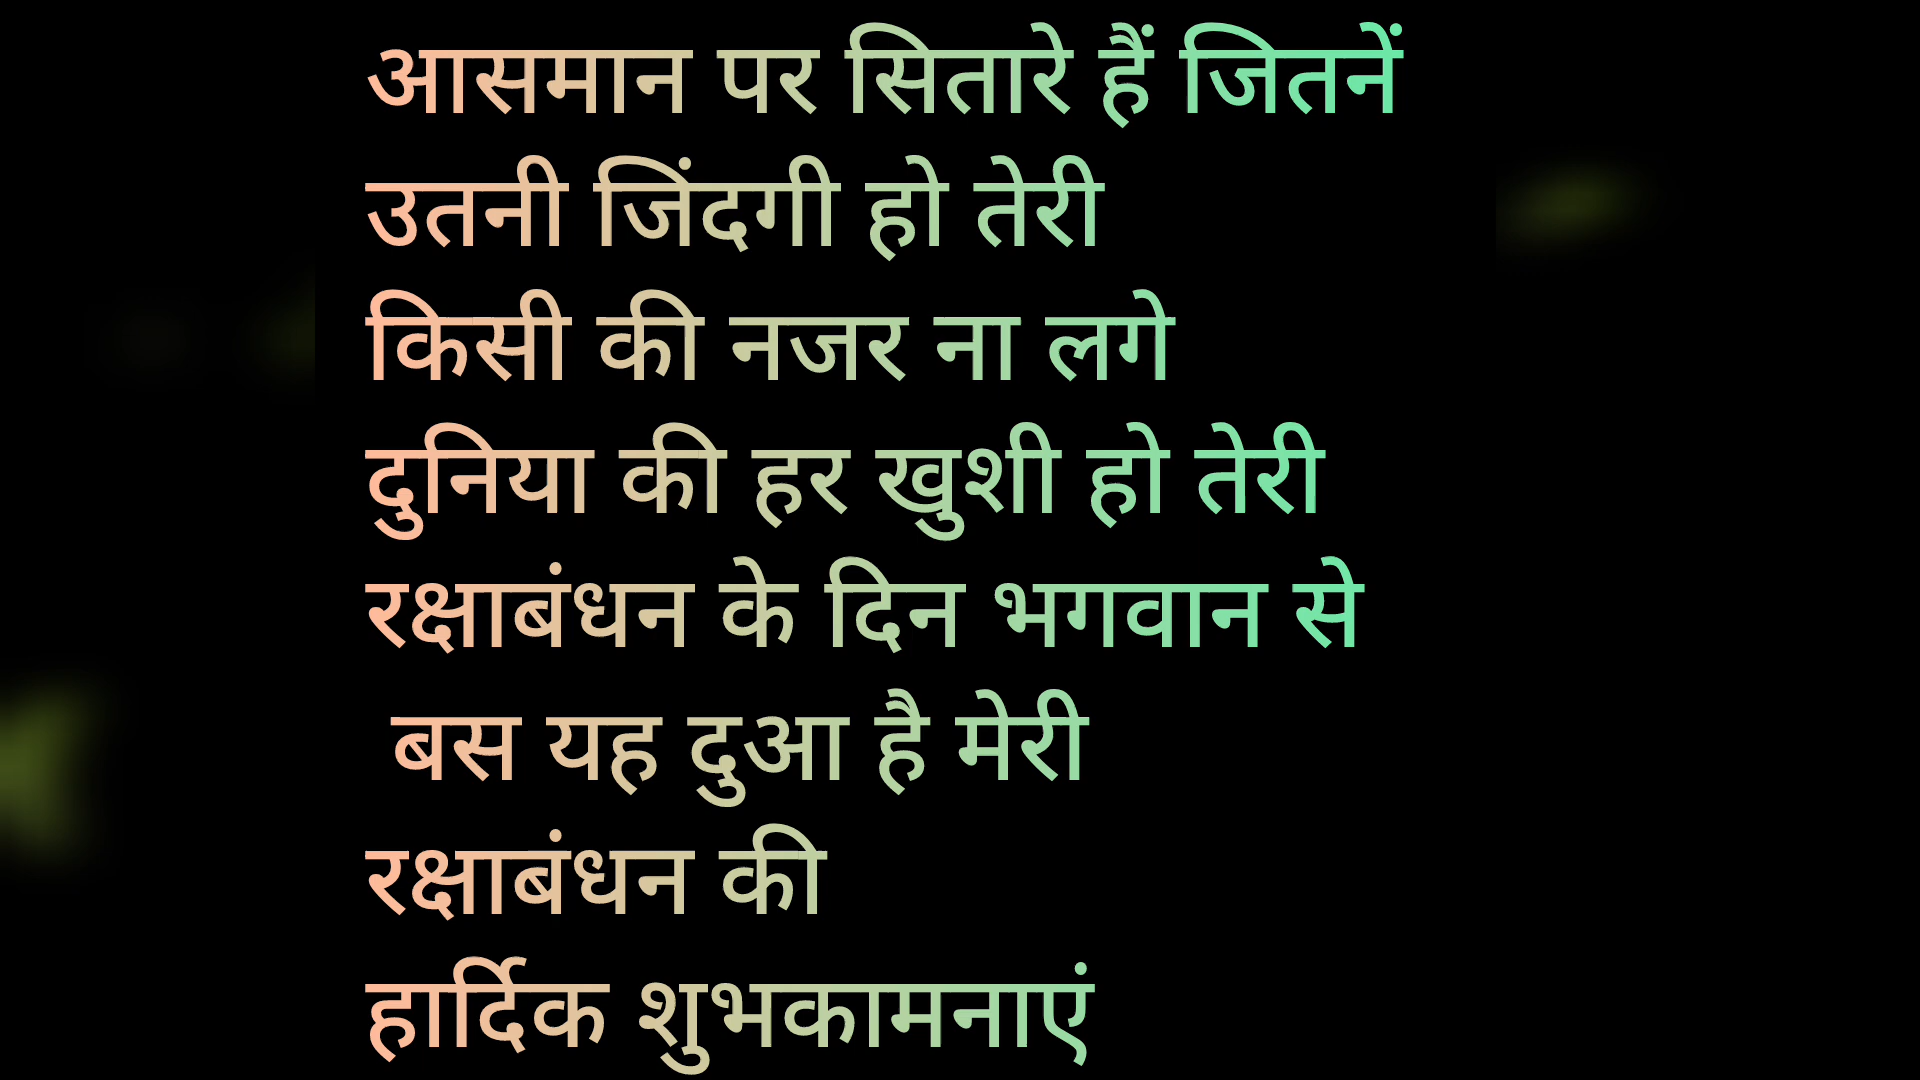 आसमान पर सितारे हैं जितनें
उतनी जिंदगी हो तेरी
किसी की नजर ना लगे
दुनिया की हर खुशी हो तेरी
रक्षाबंधन के दिन भगवान से
बस यह दुआ है मेरी
रक्षाबंधन की
हार्दिक शुभकामनाएं